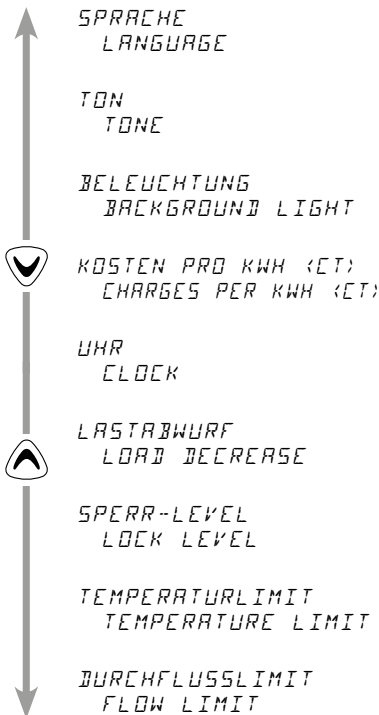 SPRACHE
LANGUAGE
TON
TONE
BELEUCHTUNG
BACKGROUND LIGHT
KOSTEN PRO KWH (CT)
CHARGES PER KWH (CT)
UHR
CLOCK
LASTABWURF
LOAD DECREASE
SPERR-LEVEL
LOCK LEVEL
TEMPERATURLIMIT
TEMPERATURE LIMIT
DURCHFLUSSLIMIT
FLOW LIMIT